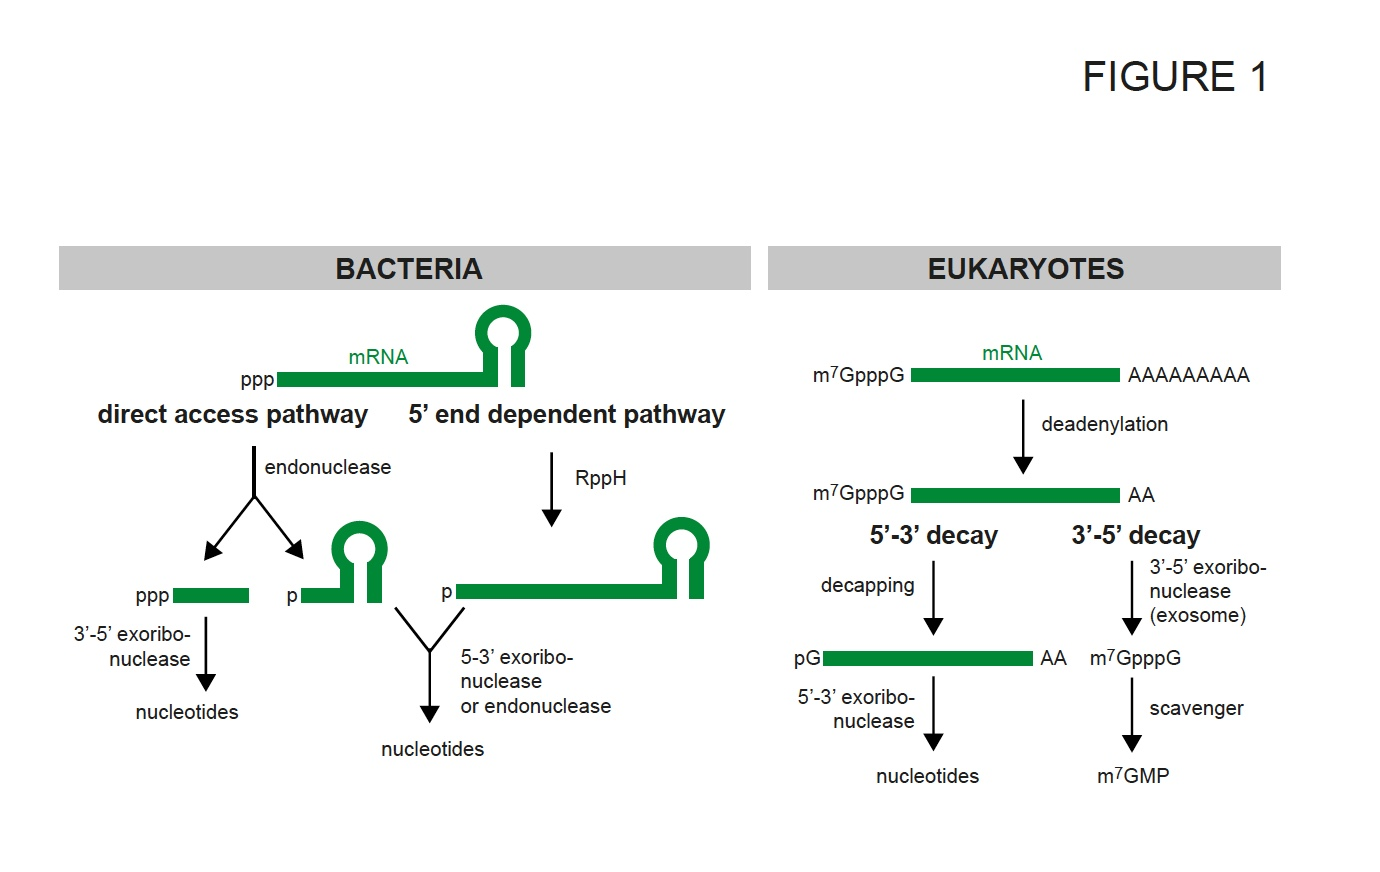 FIGURE 1
BACTERIA
mRNA
ppp
direct access pathway
5’ end dependent pathway
endonuclease
RppH
ppp
p
p
3’-5’ exoribo-
nuclease
nucleotides
5-3’ exoribo-
nuclease
or endonuclease
nucleotides
EUKARYOTES
mRNA
m⁷GpppG
AAAAAAAAA
deadenylation
m⁷GpppG
AA
5’-3’ decay
3’-5’ decay
decapping
3’-5’ exoribo-
nuclease
(exosome)
pG
AA
m⁷GpppG
5’-3’ exoribo-
nuclease
scavenger
nucleotides
m⁷GMP